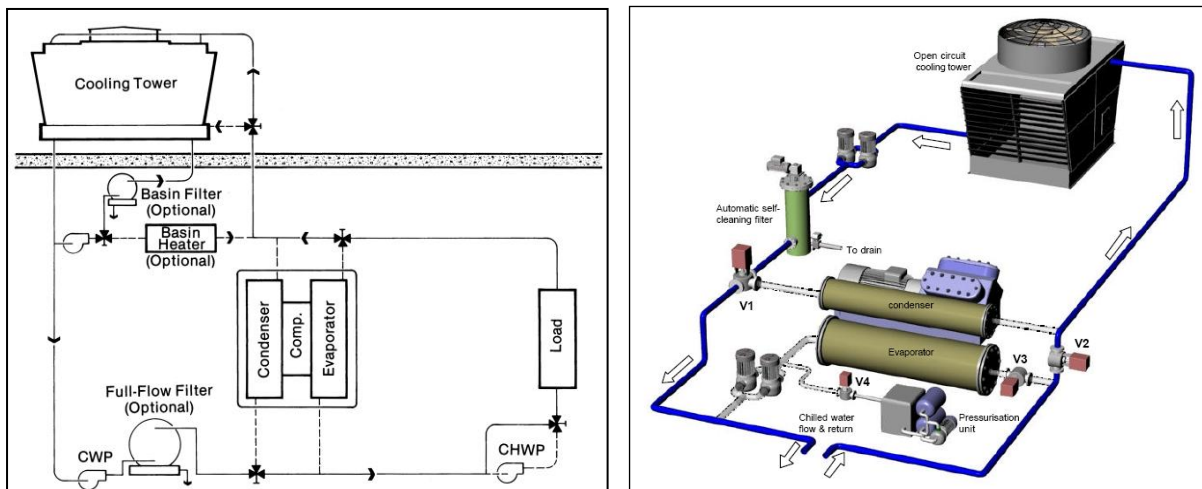 Cooling Tower
Basin Filter
(Optional)
Basin
Heater
(Optional)
Condenser
Comp.
Evaporator
Load
Full-Flow Filter
(Optional)
CWP
CHWP
Open circuit
cooling tower
Automatic self-
cleaning filter
To drain
V1
condenser
Evaporator
V2
V3
V4
Chilled water
flow & return
Pressurisation
unit